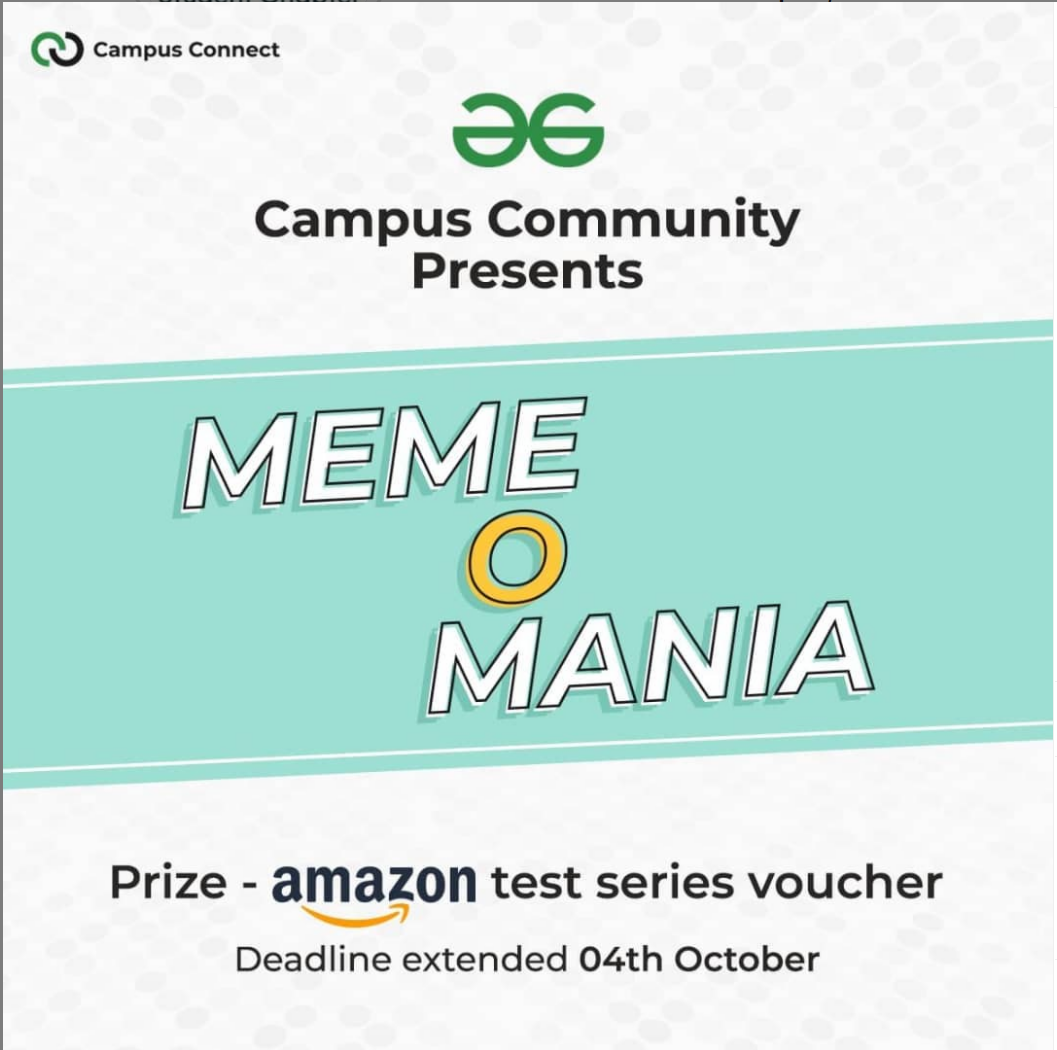 Campus Connect
Campus Community
Presents
MEME
O
MANIA
Prize - amazon test series voucher
Deadline extended 04th October